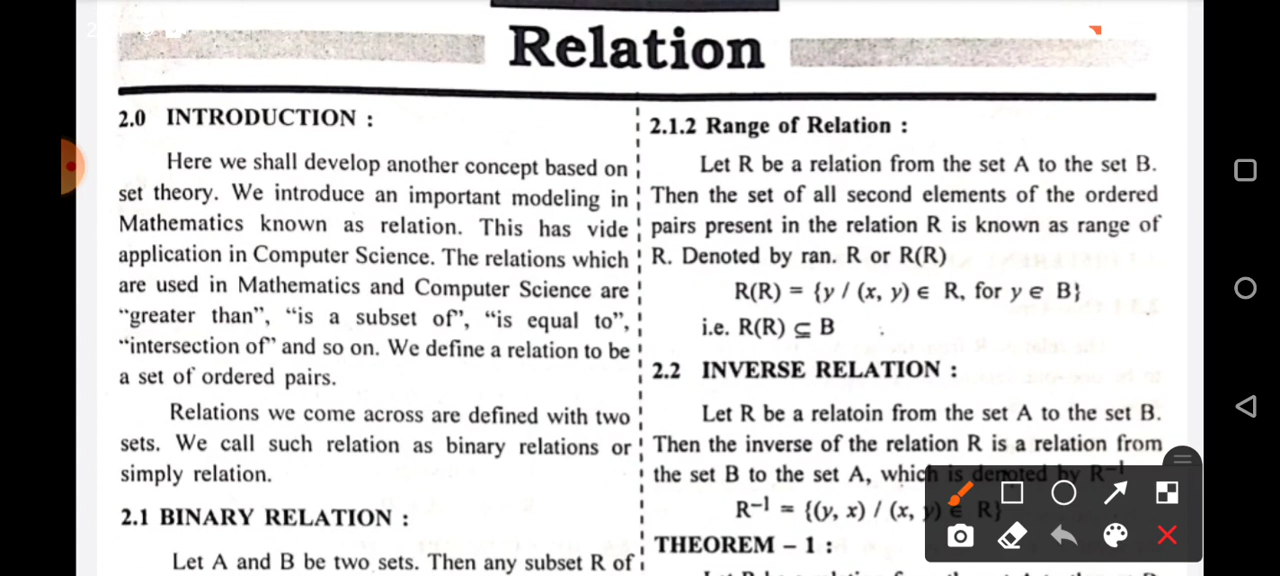 Relation
2.0 INTRODUCTION :
Here we shall develop another concept based on
set theory. We introduce an important modeling in
Mathematics known as relation. This has vide
application in Computer Science. The relations which
are used in Mathematics and Computer Science are
“greater than”, “is a subset of”, “is equal to”,
“intersection of” and so on. We define a relation to be
a set of ordered pairs.
Relations we come across are defined with two
sets. We call such relation as binary relations or
simply relation.
2.1 BINARY RELATION :
Let A and B be two sets. Then any subset R of
2.1.2 Range of Relation :
Let R be a relation from the set A to the set B.
Then the set of all second elements of the ordered
pairs present in the relation R is known as range of
R. Denoted by ran. R or R(R)
R(R) = {y / (x, y) ∈ R, for y ∈ B}
i.e. R(R) ⊆ B
2.2 INVERSE RELATION :
Let R be a relatoin from the set A to the set B.
Then the inverse of the relation R is a relation from
the set B to the set A, which is denoted by R⁻¹
R⁻¹ = {(y, x) / (x, y) ∈ R}
THEOREM – 1 :